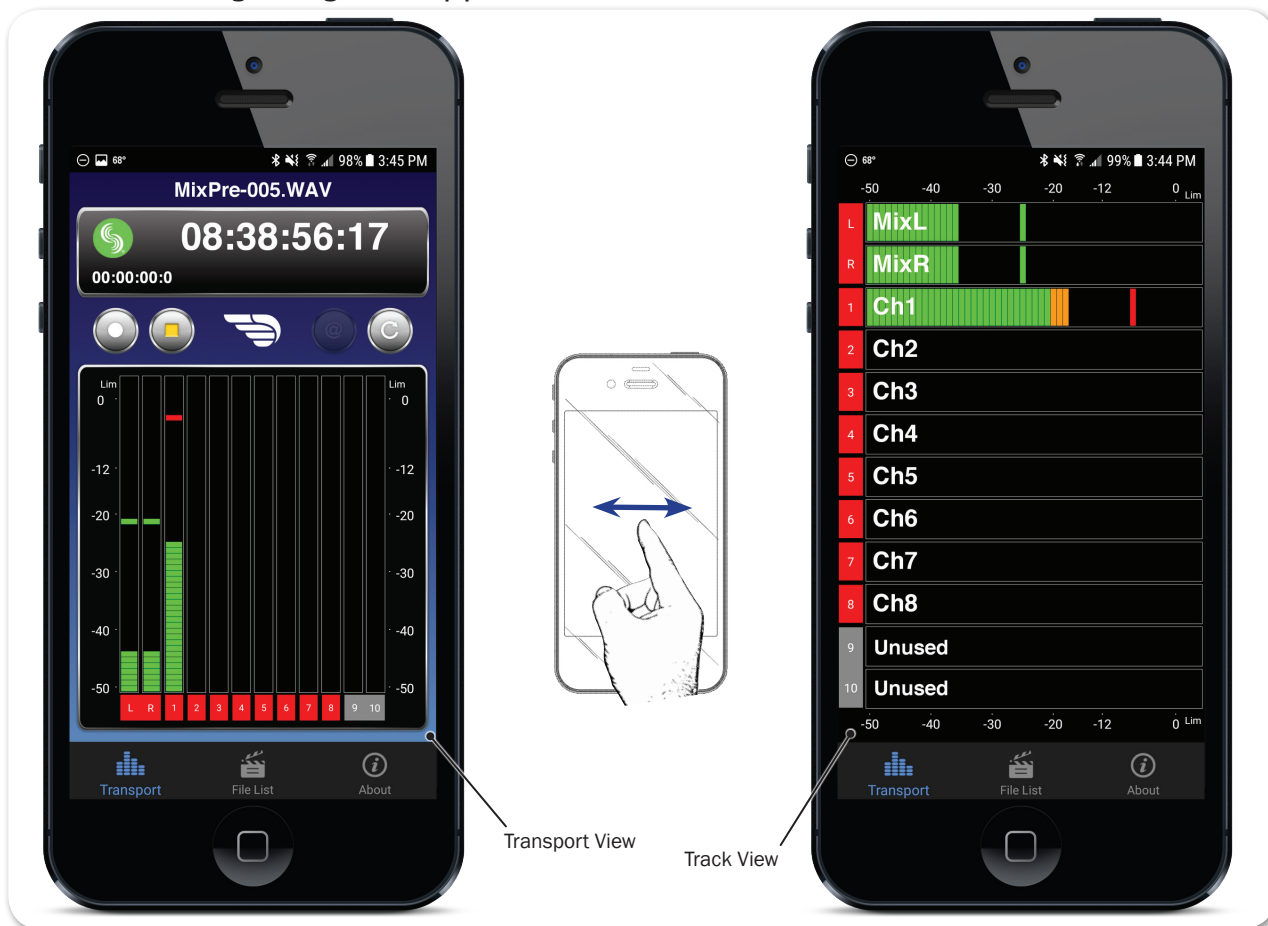 68° 98% 3:45 PM
MixPre-005.WAV
08:38:56:17
00:00:00:0
@
Lim Lim
0 0
-12 -12
-20 -20
-30 -30
-40 -40
-50 -50
L R 1 2 3 4 5 6 7 8 9 10
Transport File List About
Transport View
68° 99% 3:44 PM
-50 -40 -30 -20 -12 0 Lim
L MixL
R MixR
1 Ch1
2 Ch2
3 Ch3
4 Ch4
5 Ch5
6 Ch6
7 Ch7
8 Ch8
9 Unused
10 Unused
-50 -40 -30 -20 -12 0 Lim
Transport File List About
Track View